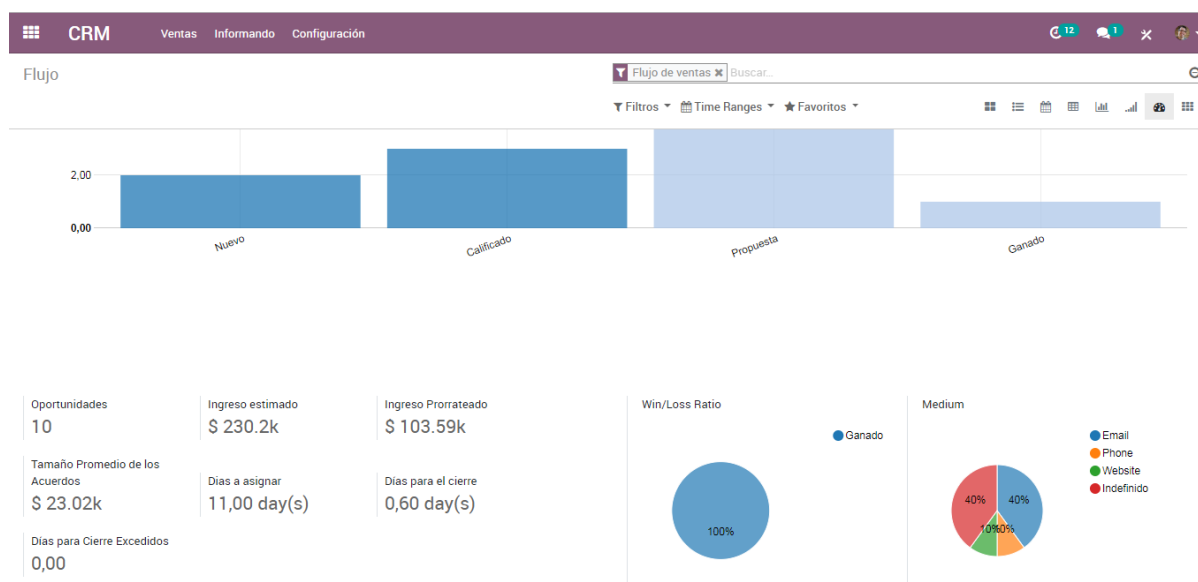 CRM Ventas Informando Configuración 12 1
Flujo
Flujo de ventas ✖ Buscar...
Filtros Time Ranges Favoritos
2,00
0,00
Nuevo Calificado Propuesta Ganado
Oportunidades
10
Ingreso estimado
$ 230.2k
Ingreso Prorrateado
$ 103.59k
Tamaño Promedio de los
Acuerdos
$ 23.02k
Dias a asignar
11,00 day(s)
Días para el cierre
0,60 day(s)
Días para Cierre Excedidos
0,00
Win/Loss Ratio
Ganado
100%
Medium
Email
Phone
Website
Indefinido
40% 40%
10%